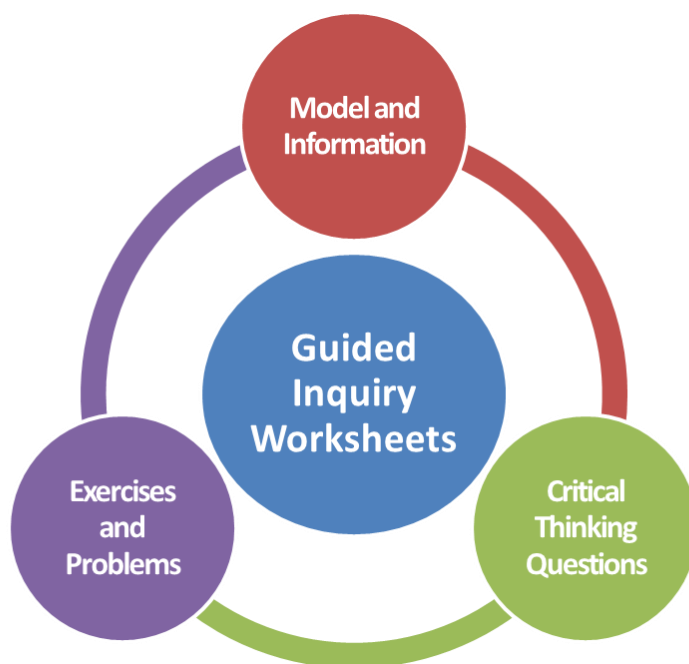 Model and
Information
Guided
Inquiry
Worksheets
Exercises
and
Problems
Critical
Thinking
Questions